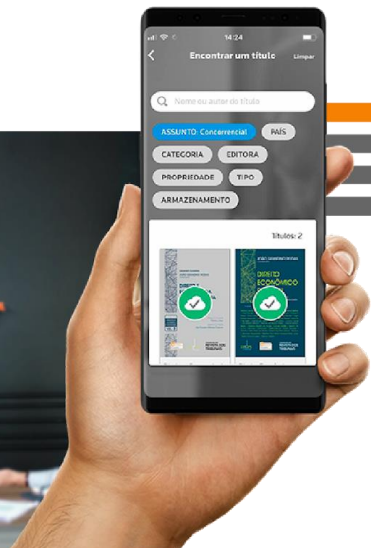 14:24
Encontrar um título
Limpar
Nome ou autor do título
ASSUNTO: Concorrencial
PAÍS
CATEGORIA
EDITORA
PROPRIEDADE
TIPO
ARMAZENAMENTO
Títulos: 2
DIREITO
DIREITO
ECONÔMICO